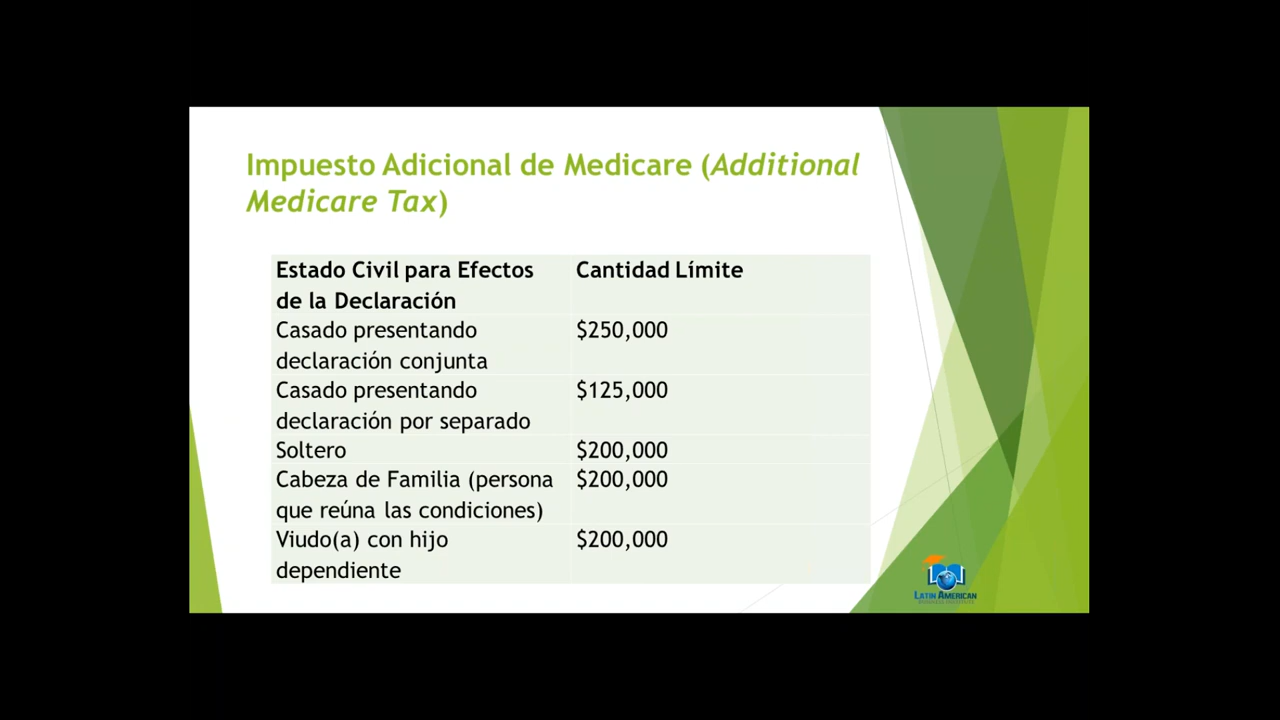 Impuesto Adicional de Medicare (Additional
Medicare Tax)
Estado Civil para Efectos
de la Declaración
Cantidad Límite
Casado presentando
declaración conjunta
$250,000
Casado presentando
declaración por separado
$125,000
Soltero
$200,000
Cabeza de Familia (persona
que reúna las condiciones)
$200,000
Viudo(a) con hijo
dependiente
$200,000
LATIN AMERICAN